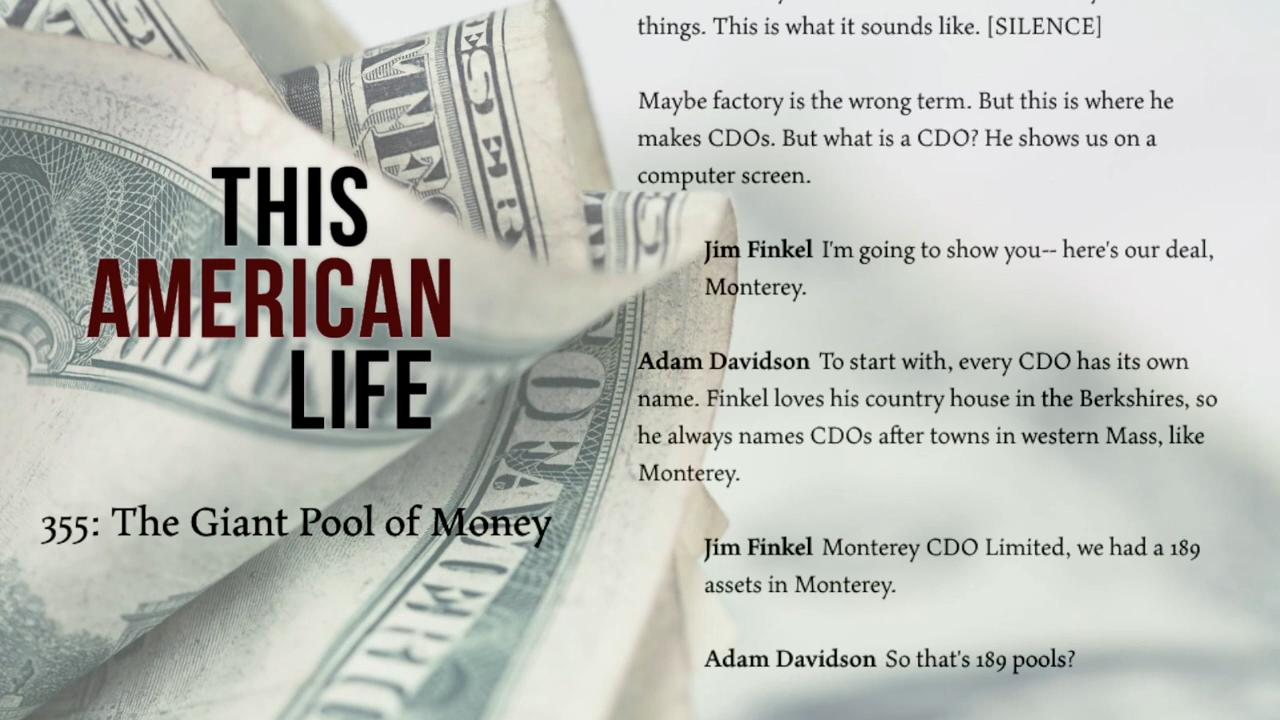 THIS
AMERICAN
LIFE
355: The Giant Pool of Money
things. This is what it sounds like. [SILENCE]
Maybe factory is the wrong term. But this is where he
makes CDOs. But what is a CDO? He shows us on a
computer screen.
Jim Finkel I'm going to show you-- here's our deal,
Monterey.
Adam Davidson To start with, every CDO has its own
name. Finkel loves his country house in the Berkshires, so
he always names CDOs after towns in western Mass, like
Monterey.
Jim Finkel Monterey CDO Limited, we had a 189
assets in Monterey.
Adam Davidson So that's 189 pools?